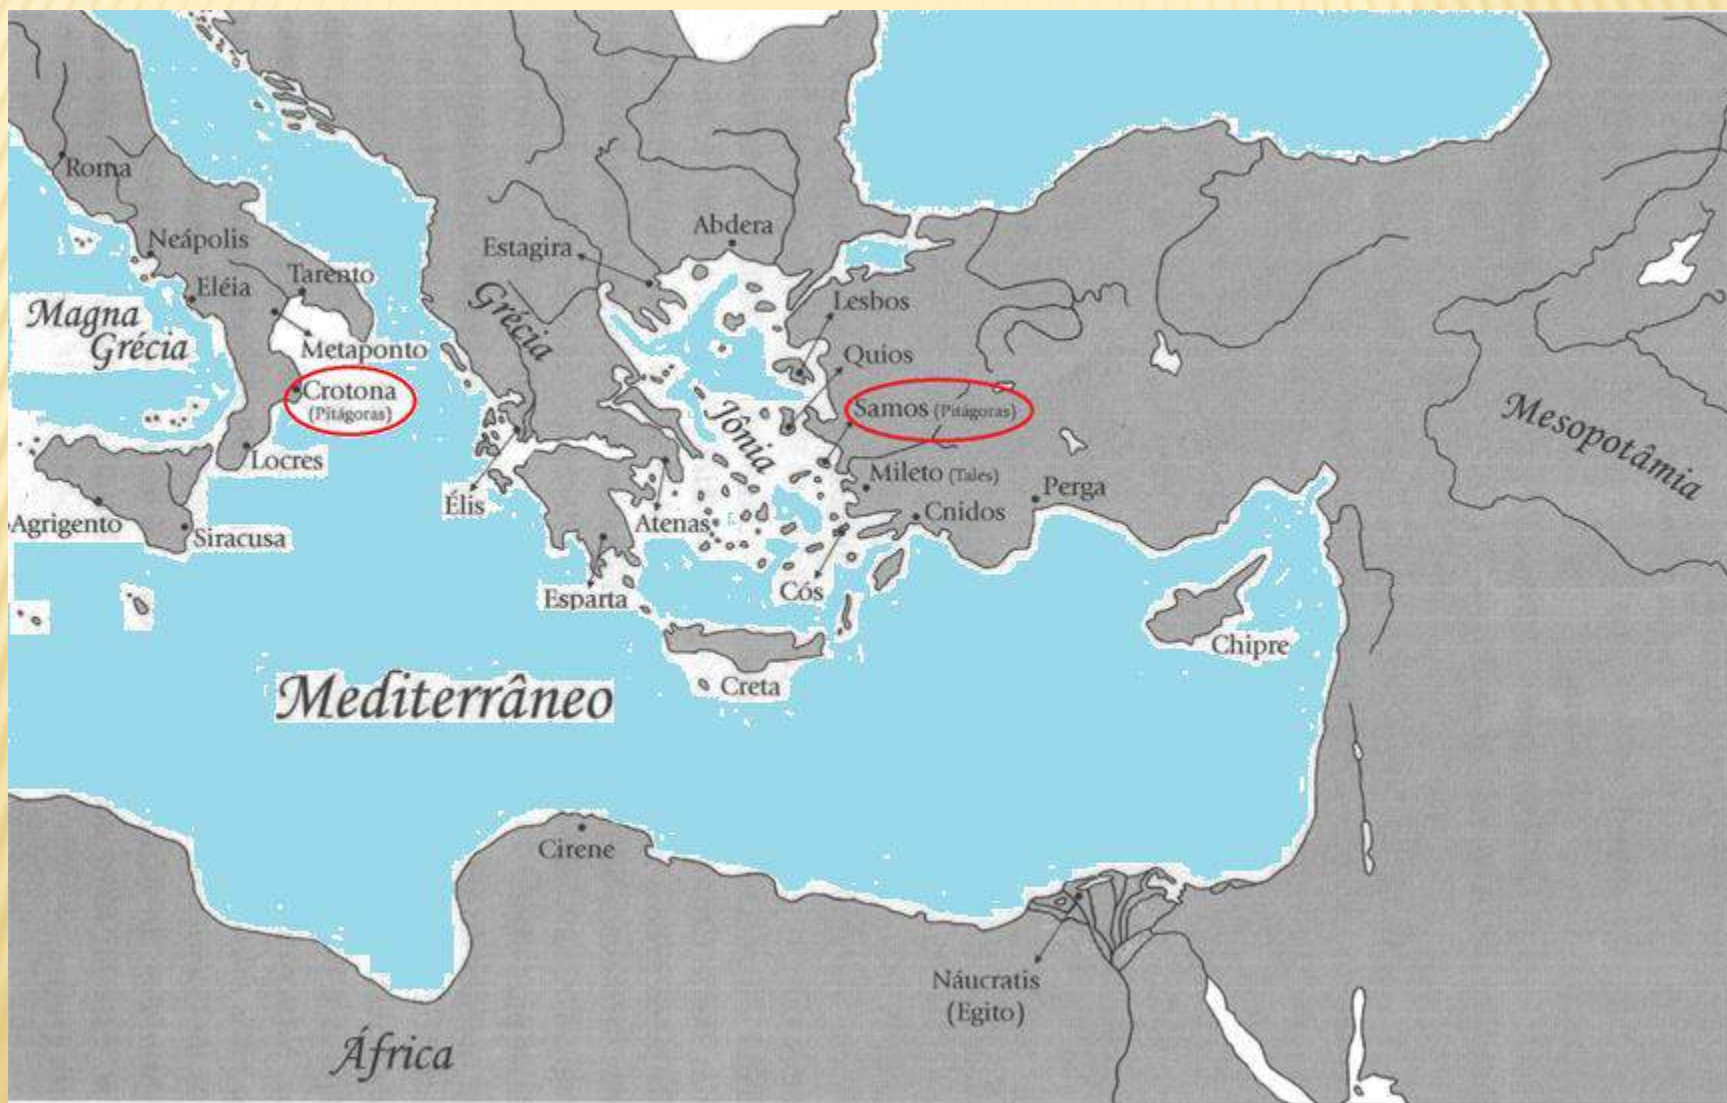 Roma
Neápolis
Eléia
Tarento
Magna
Grécia
Metaponto
Crotona
(Pitágoras)
Locres
Agrigento
Siracusa
Grécia
Estagira
Abdera
Lesbos
Quios
Jônia
Samos (Pitágoras)
Mileto (Tales)
Cnidos
Perga
Mesopotâmia
Élis
Atenas
Esparta
Cós
Creta
Chipre
Mediterrâneo
Cirene
Náucratis
(Egito)
África